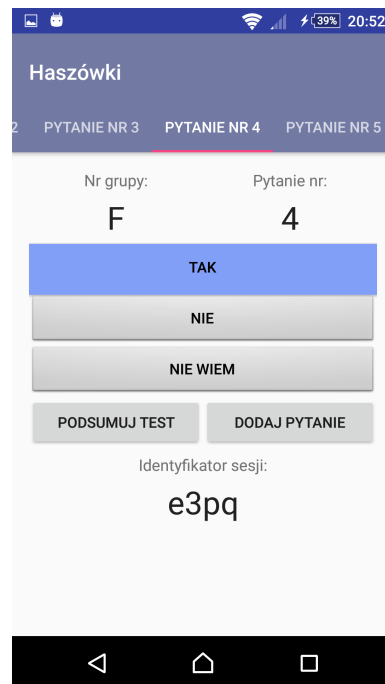 39% 20:52
Haszówki
2 PYTANIE NR 3 PYTANIE NR 4 PYTANIE NR 5
Nr grupy: Pytanie nr:
F 4
TAK
NIE
NIE WIEM
PODSUMUJ TEST DODAJ PYTANIE
Identyfikator sesji:
e3pq